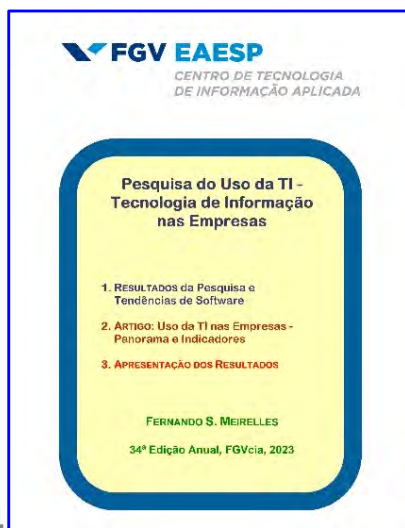 FGV EAESP
CENTRO DE TECNOLOGIA
DE INFORMAÇÃO APLICADA
Pesquisa do Uso da TI -
Tecnologia de Informação
nas Empresas
1. RESULTADOS da Pesquisa e
Tendências de Software
2. ARTIGO: Uso da TI nas Empresas -
Panorama e Indicadores
3. APRESENTAÇÃO DOS RESULTADOS
FERNANDO S. MEIRELLES
34ª Edição Anual, FGVcia, 2023